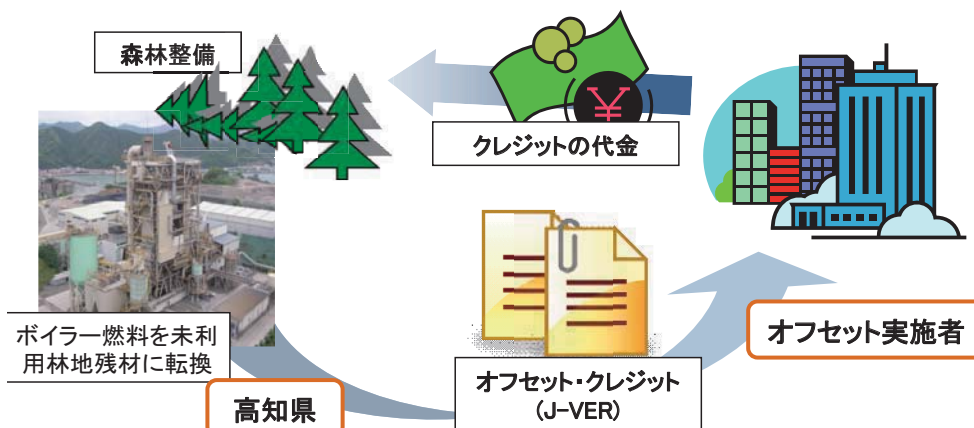 森林整備
¥
クレジットの代金
ボイラー燃料を未利
用林地残材に転換
高知県
オフセット・クレジット
(J-VER)
オフセット実施者